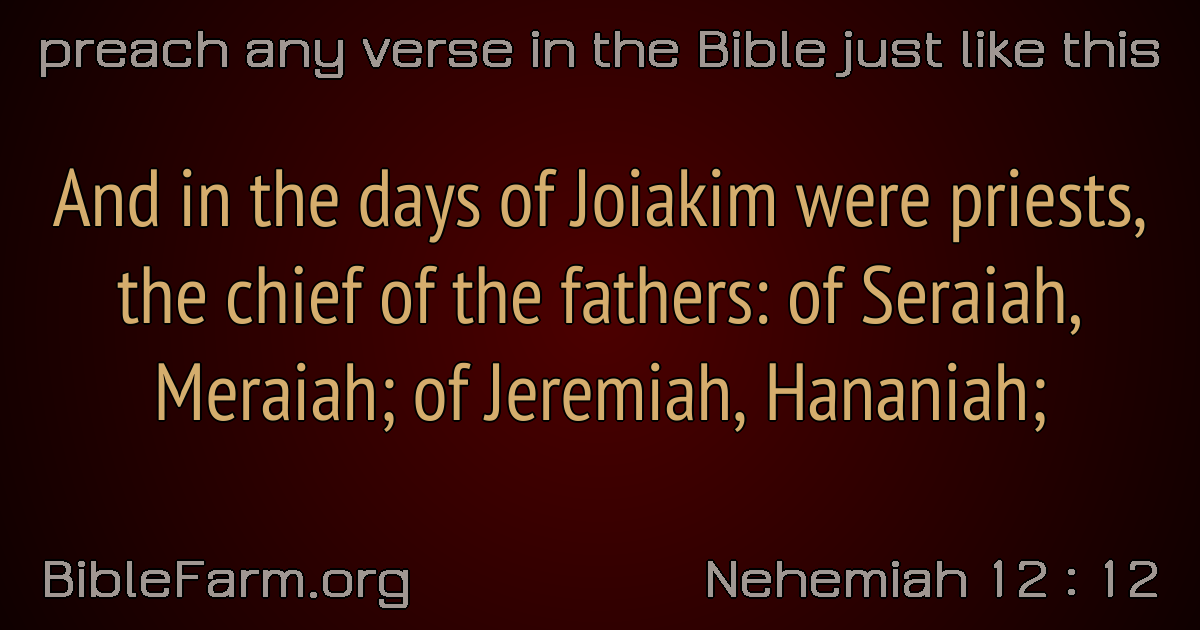 preach any verse in the Bible just like this
And in the days of Joiakim were priests,
the chief of the fathers: of Seraiah,
Meraiah; of Jeremiah, Hananiah;
BibleFarm.org
Nehemiah 12 : 12